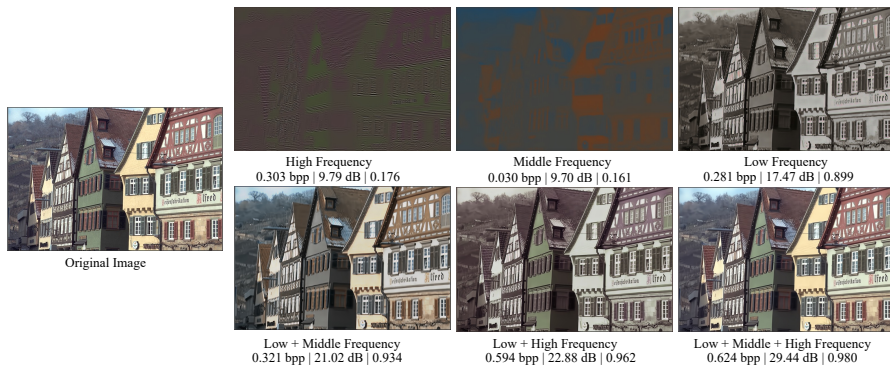 High Frequency
0.303 bpp | 9.79 dB | 0.176
Middle Frequency
0.030 bpp | 9.70 dB | 0.161
Low Frequency
0.281 bpp | 17.47 dB | 0.899
Original Image
Low + Middle Frequency
0.321 bpp | 21.02 dB | 0.934
Low + High Frequency
0.594 bpp | 22.88 dB | 0.962
Low + Middle + High Frequency
0.624 bpp | 29.44 dB | 0.980